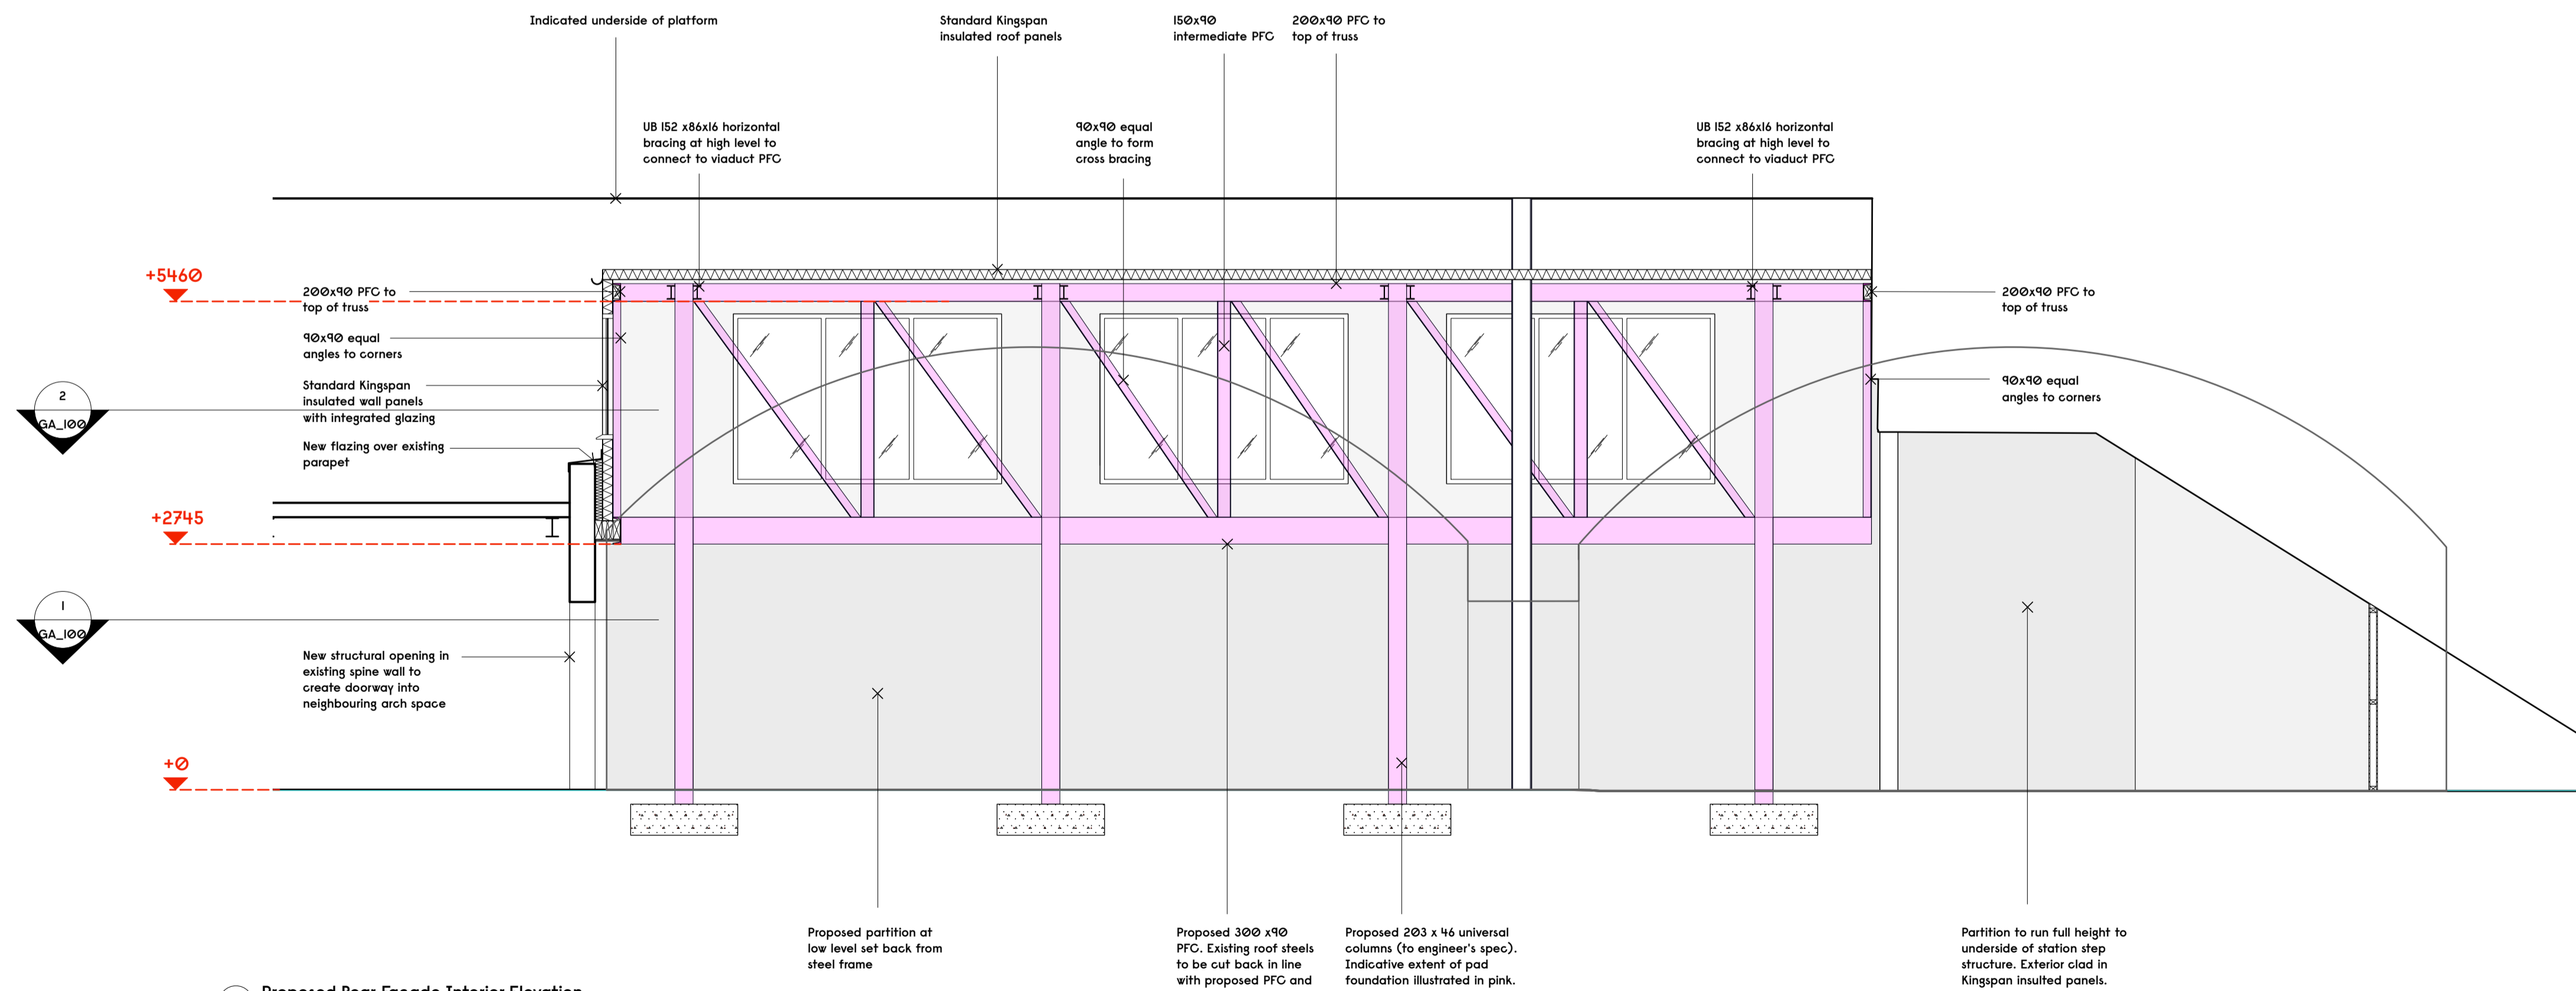 Indicated underside of platform
Standard Kingspan
insulated roof panels
150x90
intermediate PFC
200x90 PFC to
top of truss
UB 152 x86x16 horizontal
bracing at high level to
connect to viaduct PFC
90x90 equal
angle to form
cross bracing
UB 152 x86x16 horizontal
bracing at high level to
connect to viaduct PFC
+5460
200x90 PFC to
top of truss
200x90 PFC to
top of truss
90x90 equal
angles to corners
90x90 equal
angles to corners
Standard Kingspan
insulated wall panels
with integrated glazing
2
GA_100
New flazing over existing
parapet
+2745
1
GA_100
New structural opening in
existing spine wall to
create doorway into
neighbouring arch space
+0
Proposed partition at
low level set back from
steel frame
Proposed 300 x90
PFC. Existing roof steels
to be cut back in line
with proposed PFC and
Proposed 203 x 46 universal
columns (to engineer's spec).
Indicative extent of pad
foundation illustrated in pink.
Partition to run full height to
underside of station step
structure. Exterior clad in
Kingspan insulted panels.
Proposed Rear Facade Interior Elevation